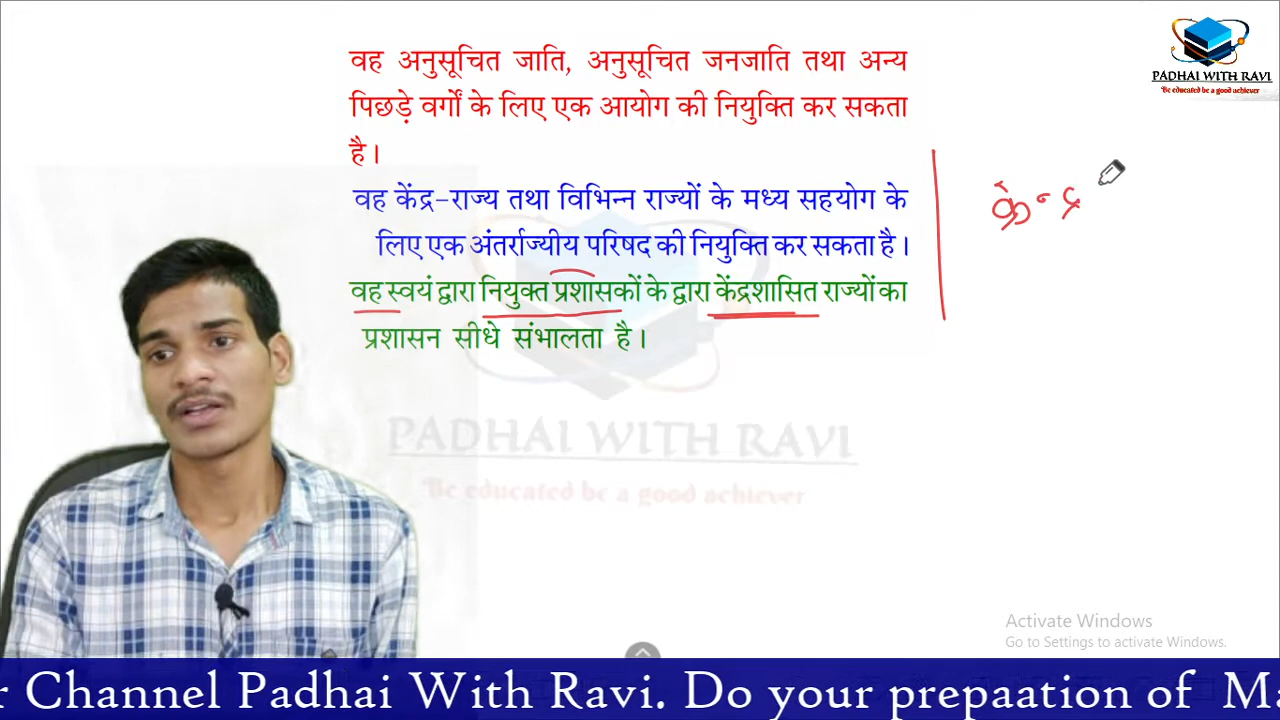 वह अनुसूचित जाति, अनुसूचित जनजाति तथा अन्य
पिछड़े वर्गों के लिए एक आयोग की नियुक्ति कर सकता
है।
वह केंद्र-राज्य तथा विभिन्न राज्यों के मध्य सहयोग के
लिए एक अंतर्राज्यीय परिषद की नियुक्ति कर सकता है।
वह स्वयं द्वारा नियुक्त प्रशासकों के द्वारा केंद्रशासित राज्यों का
प्रशासन सीधे संभालता है।
PADHAI WITH RAVI
Be educated be a good achiever
केन्द्र
PADHAI WITH RAVI
Be educated be a good achiever
Activate Windows
Go to Settings to activate Windows.
r Channel Padhai With Ravi. Do your prepaation of Ma